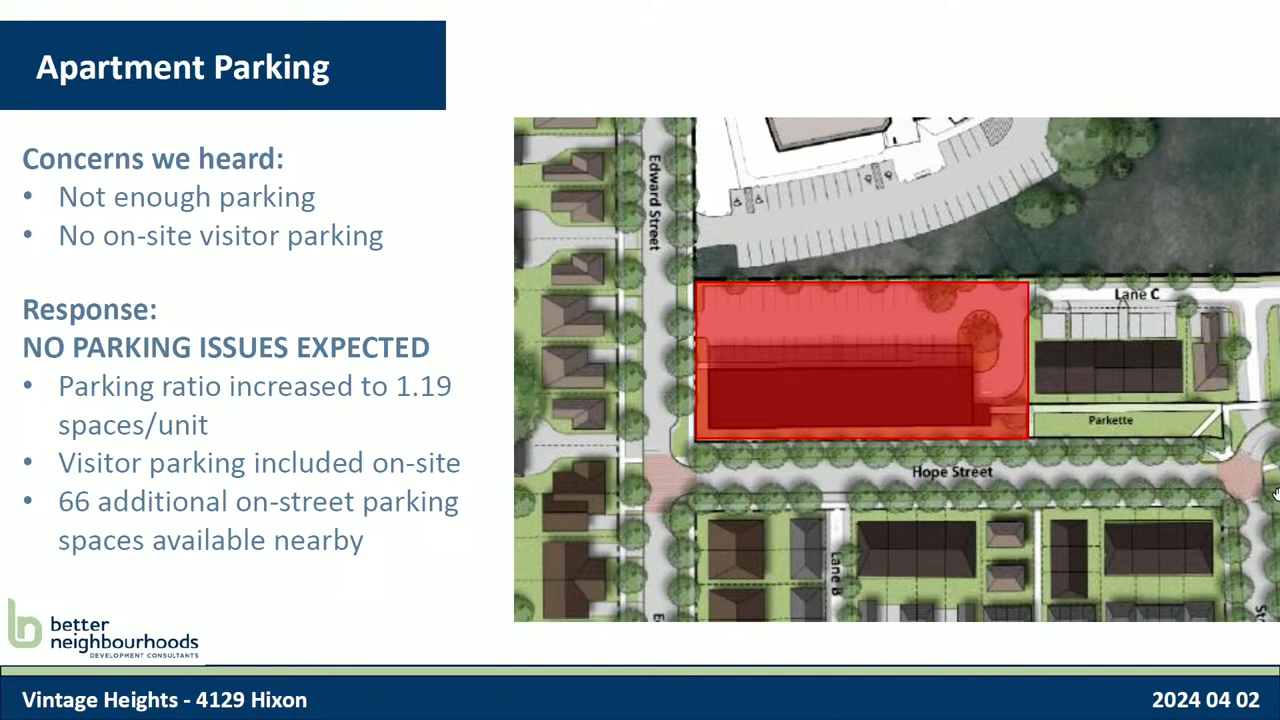 Apartment Parking
Concerns we heard:
• Not enough parking
• No on-site visitor parking
Response:
NO PARKING ISSUES EXPECTED
• Parking ratio increased to 1.19
spaces/unit
• Visitor parking included on-site
• 66 additional on-street parking
spaces available nearby
Edward Street
Lane C
Parkette
Hope Street
Lane B
better
neighbourhoods
DEVELOPMENT CONSULTANTS
Vintage Heights - 4129 Hixon
2024 04 02